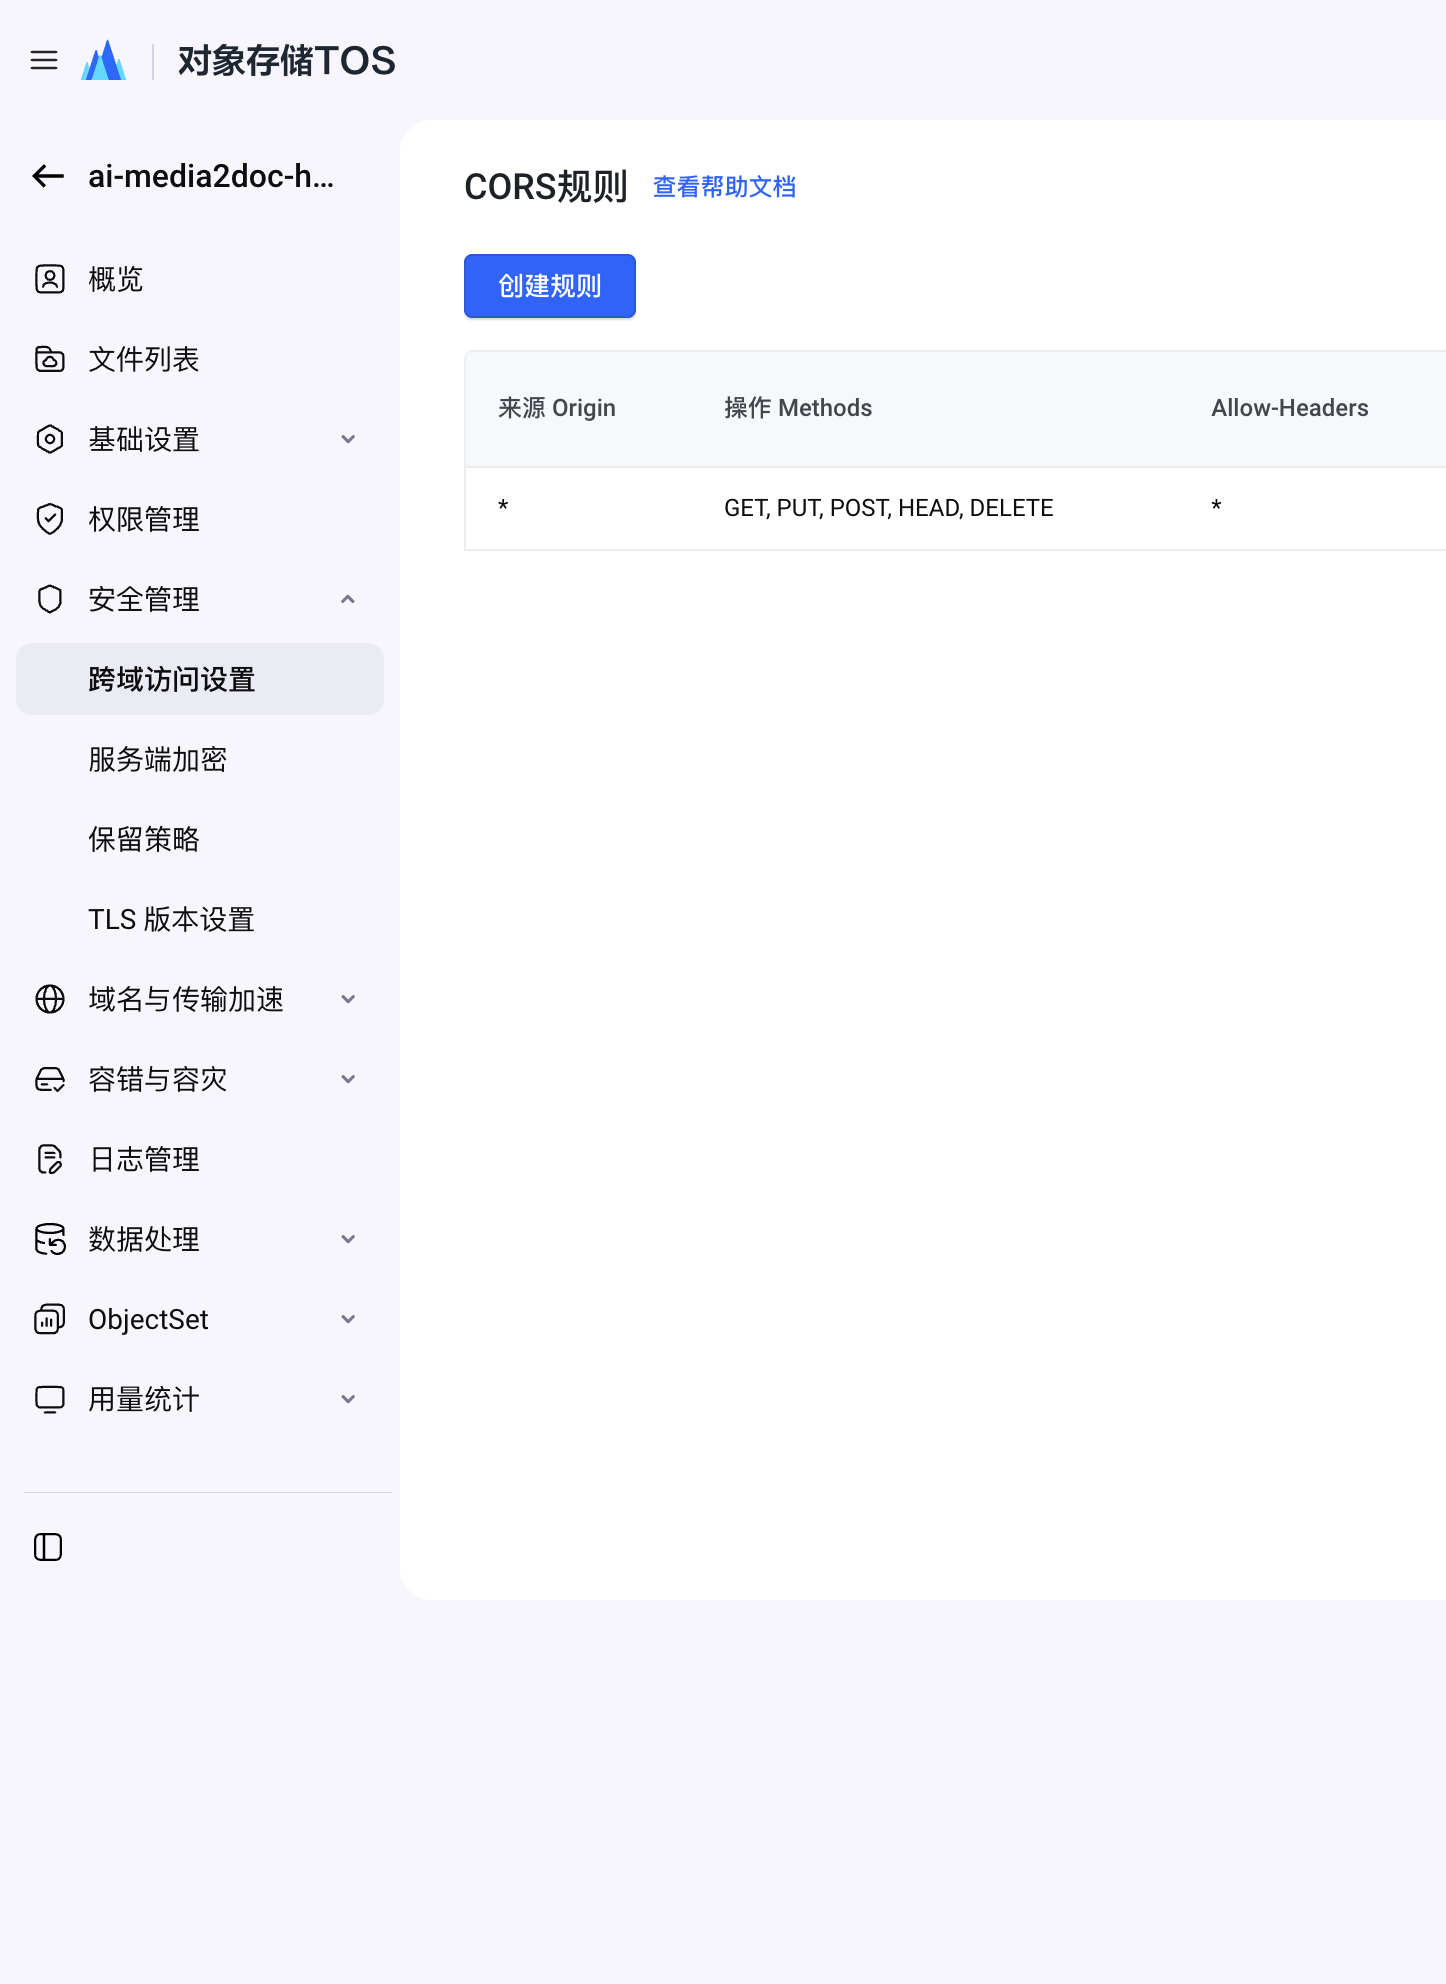 对象存储TOS
ai-media2doc-h...
概览
文件列表
基础设置
权限管理
安全管理
跨域访问设置
服务端加密
保留策略
TLS 版本设置
域名与传输加速
容错与容灾
日志管理
数据处理
ObjectSet
用量统计
CORS规则 查看帮助文档
创建规则
来源 Origin 操作 Methods Allow-Headers
* GET, PUT, POST, HEAD, DELETE *